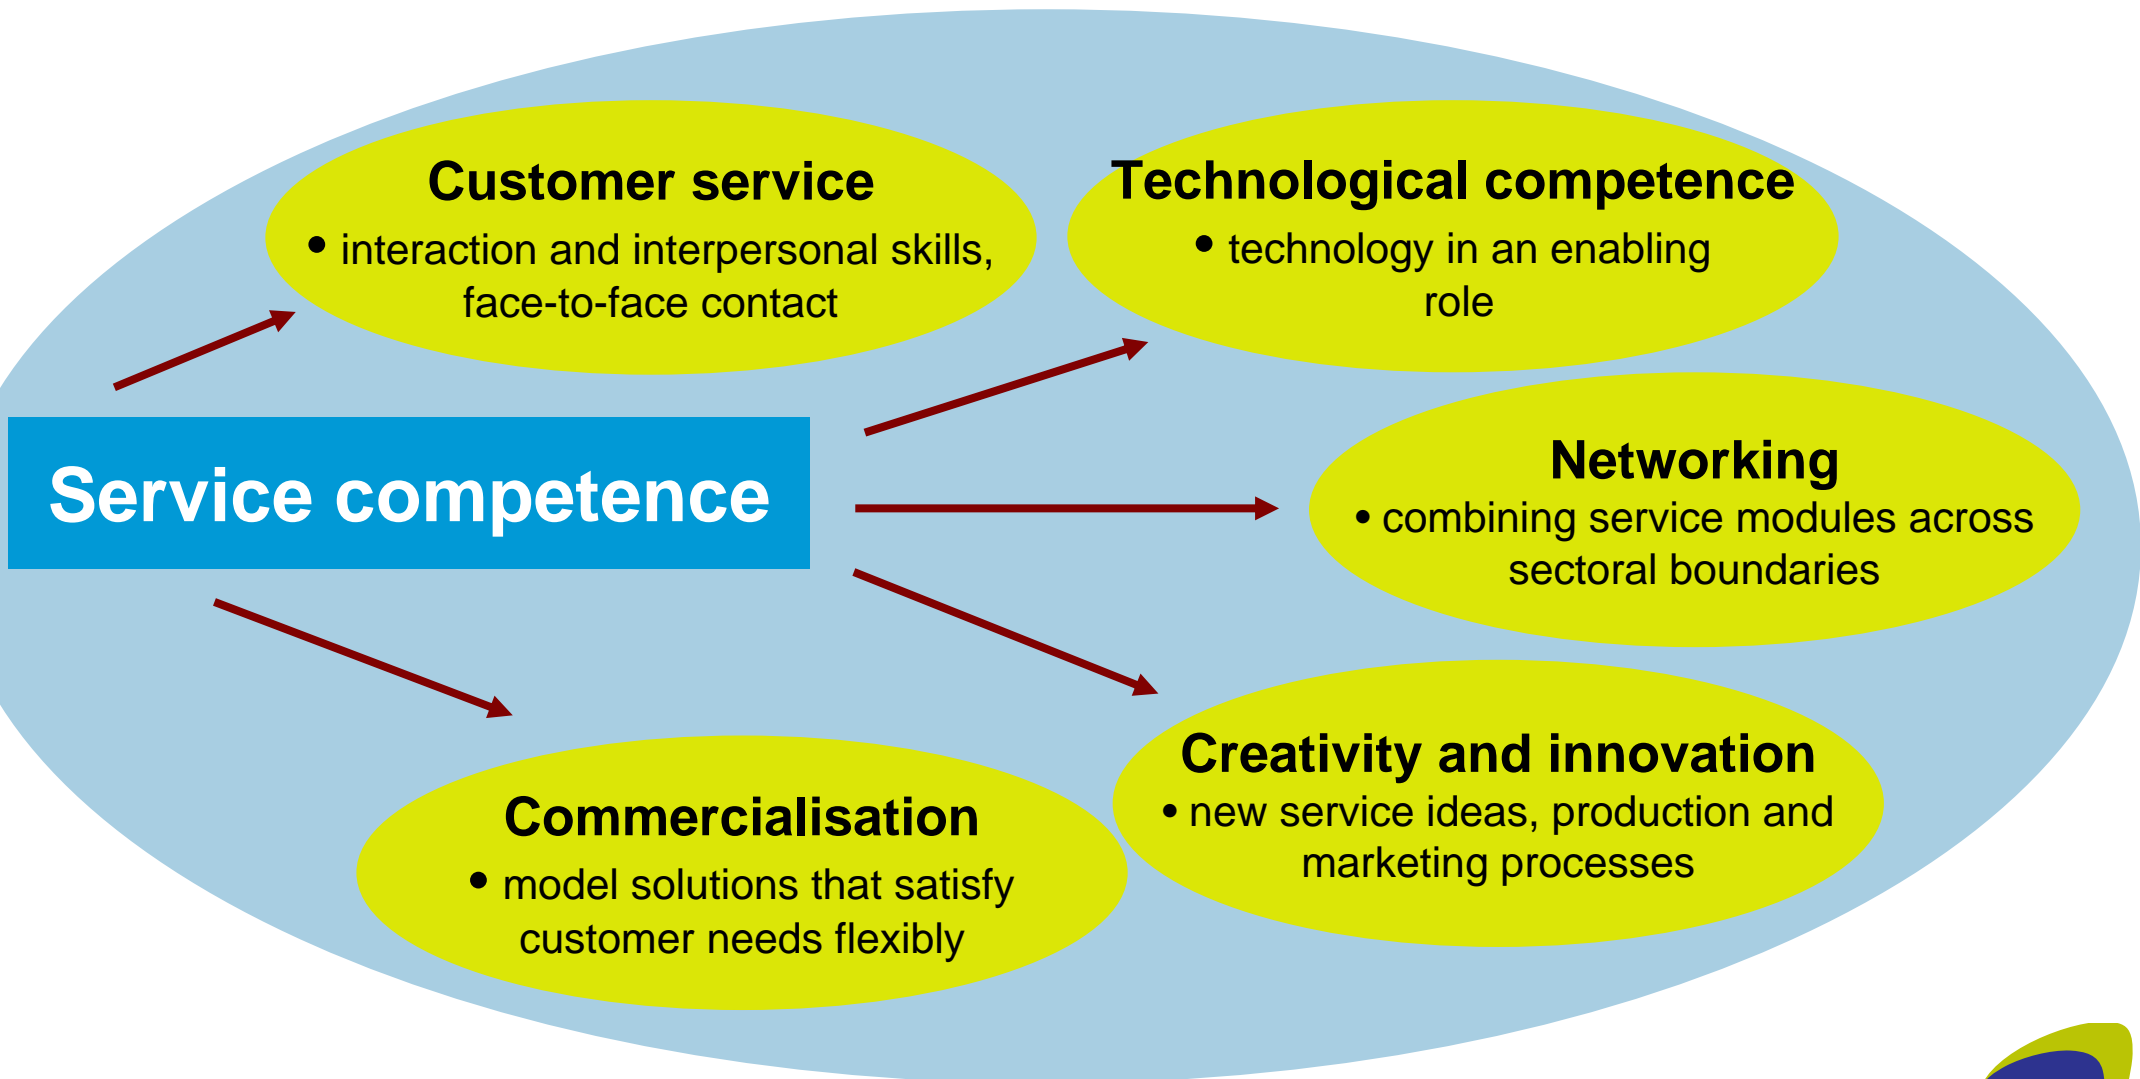 Customer service
• interaction and interpersonal skills,
face-to-face contact
Technological competence
• technology in an enabling
role
Service competence
Networking
• combining service modules across
sectoral boundaries
Creativity and innovation
• new service ideas, production and
marketing processes
Commercialisation
• model solutions that satisfy
customer needs flexibly